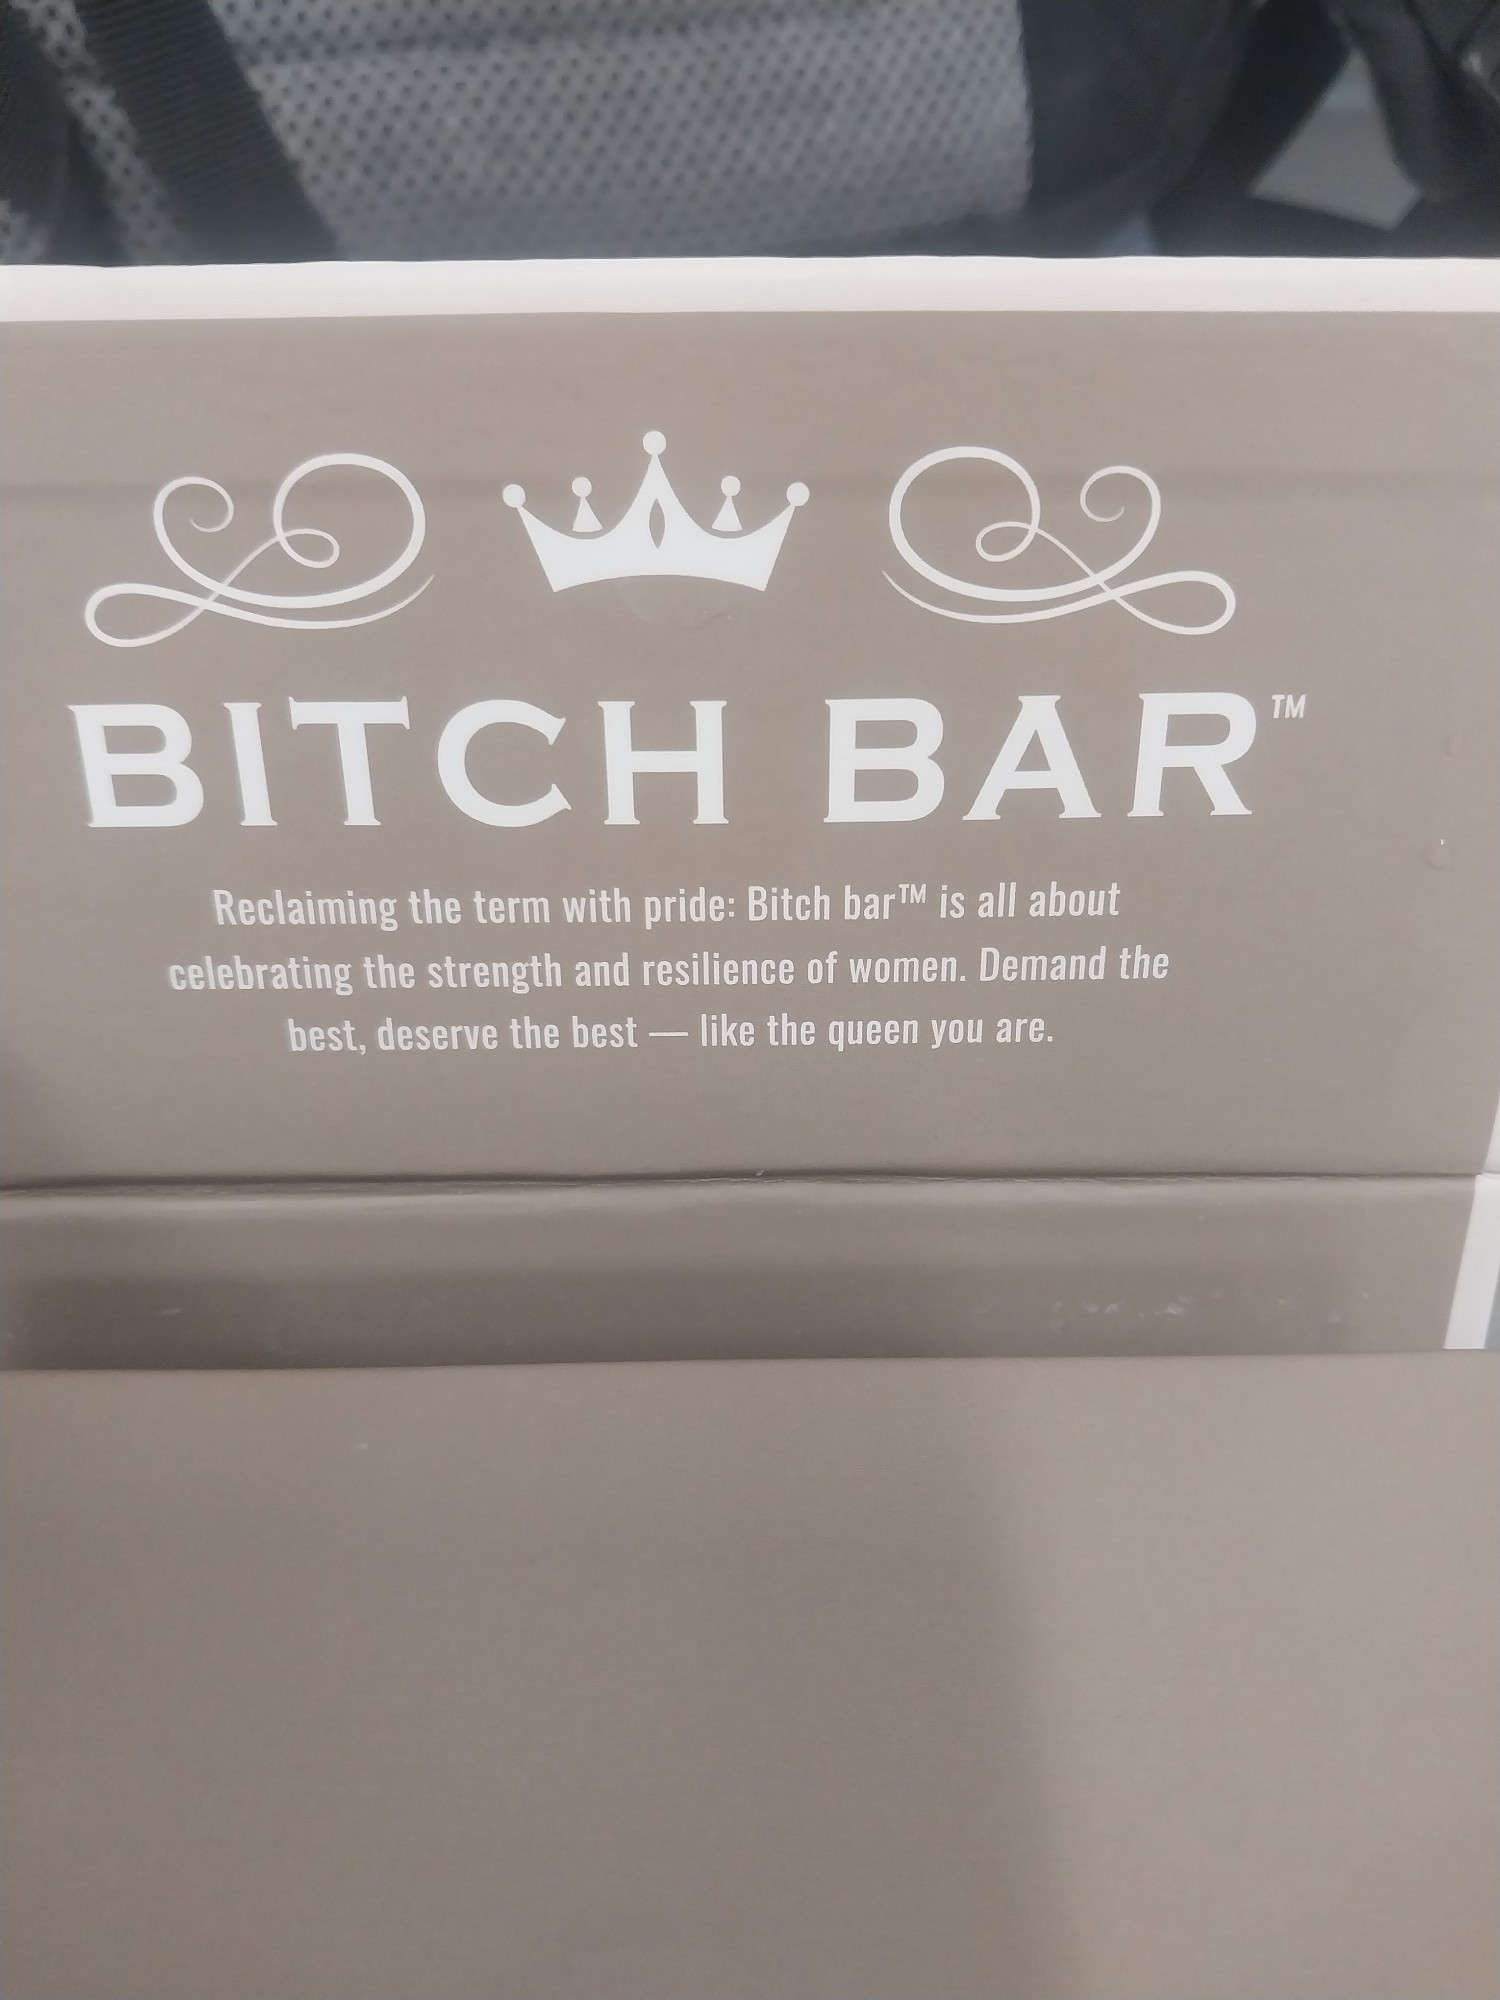 BITCH BAR™
Reclaiming the term with pride: Bitch bar™ is all about
celebrating the strength and resilience of women. Demand the
best, deserve the best — like the queen you are.